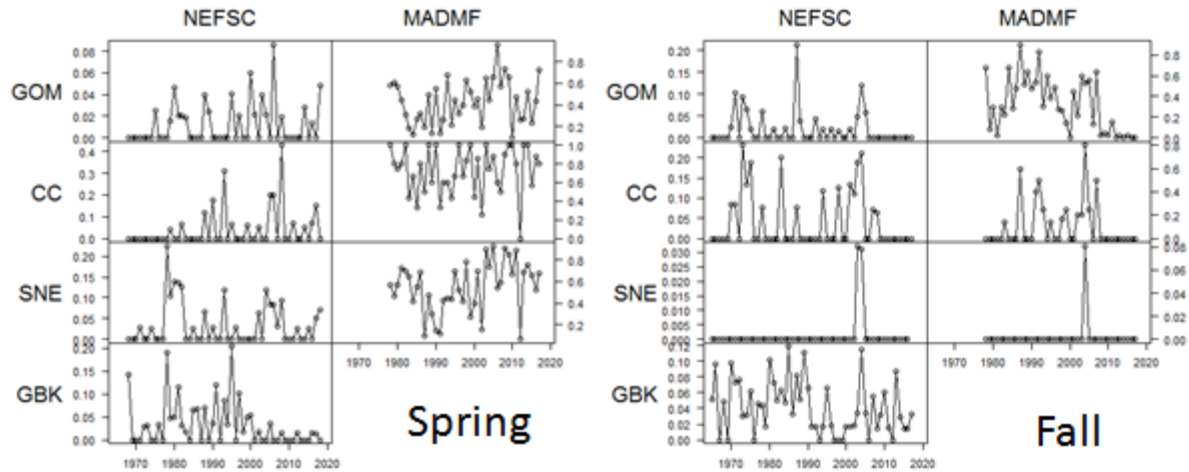 NEFSC MADMF NEFSC MADMF
GOM 0.08 0.06 0.04 0.02 0.00 0.8 0.6 0.4 0.2 GOM 0.20 0.15 0.10 0.05 0.00 0.8 0.6 0.4 0.2 0.0
CC 0.4 0.3 0.2 0.1 0.0 1.0 0.8 0.6 0.4 0.2 0.0 CC 0.20 0.15 0.10 0.05 0.00 0.8 0.6 0.4 0.2 0.0
SNE 0.20 0.15 0.10 0.05 0.00 0.8 0.6 0.4 0.2 SNE 0.030 0.025 0.020 0.015 0.010 0.005 0.000 0.08 0.06 0.04 0.02 0.00
1970 1980 1990 2000 2010 2020 1970 1980 1990 2000 2010 2020
GBK 0.20 0.15 0.10 0.05 0.00 GBK 0.12 0.10 0.08 0.06 0.04 0.02 0.00
Spring Fall
1970 1980 1990 2000 2010 2020 1970 1980 1990 2000 2010 2020